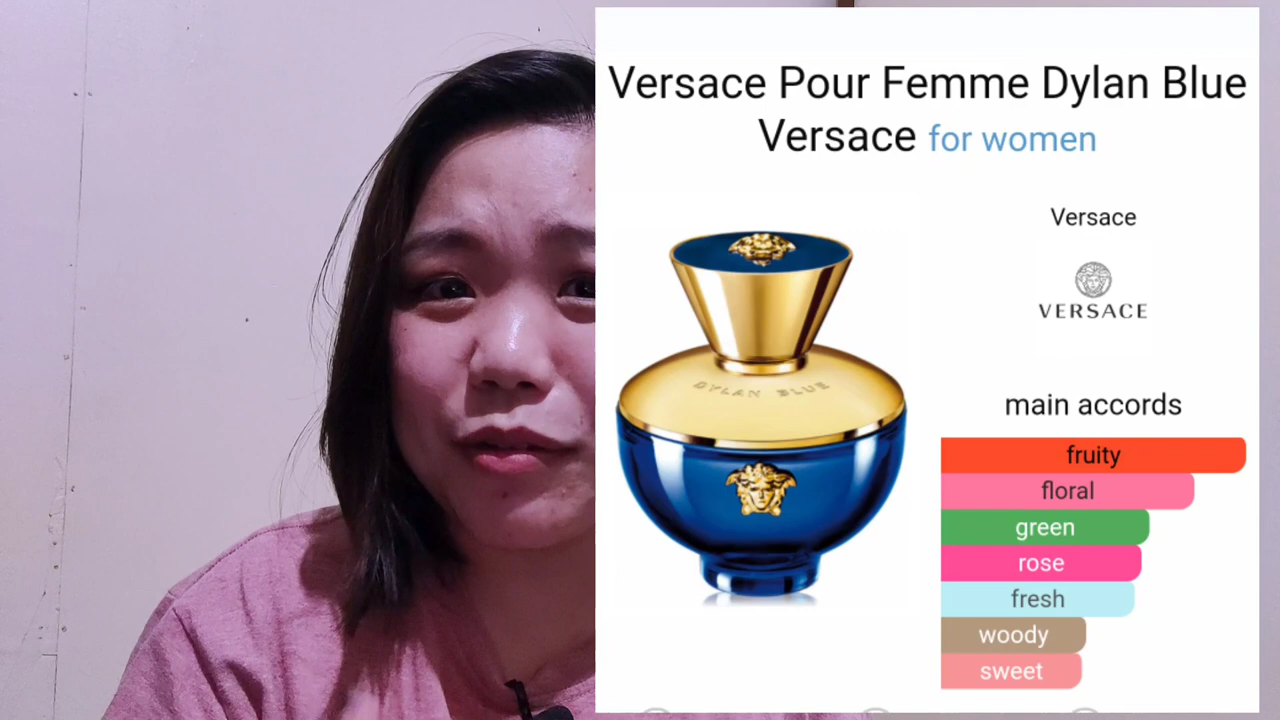 Versace Pour Femme Dylan Blue
Versace for women
Versace
VERSACE
DYLAN BLUE
main accords
fruity
floral
green
rose
fresh
woody
sweet